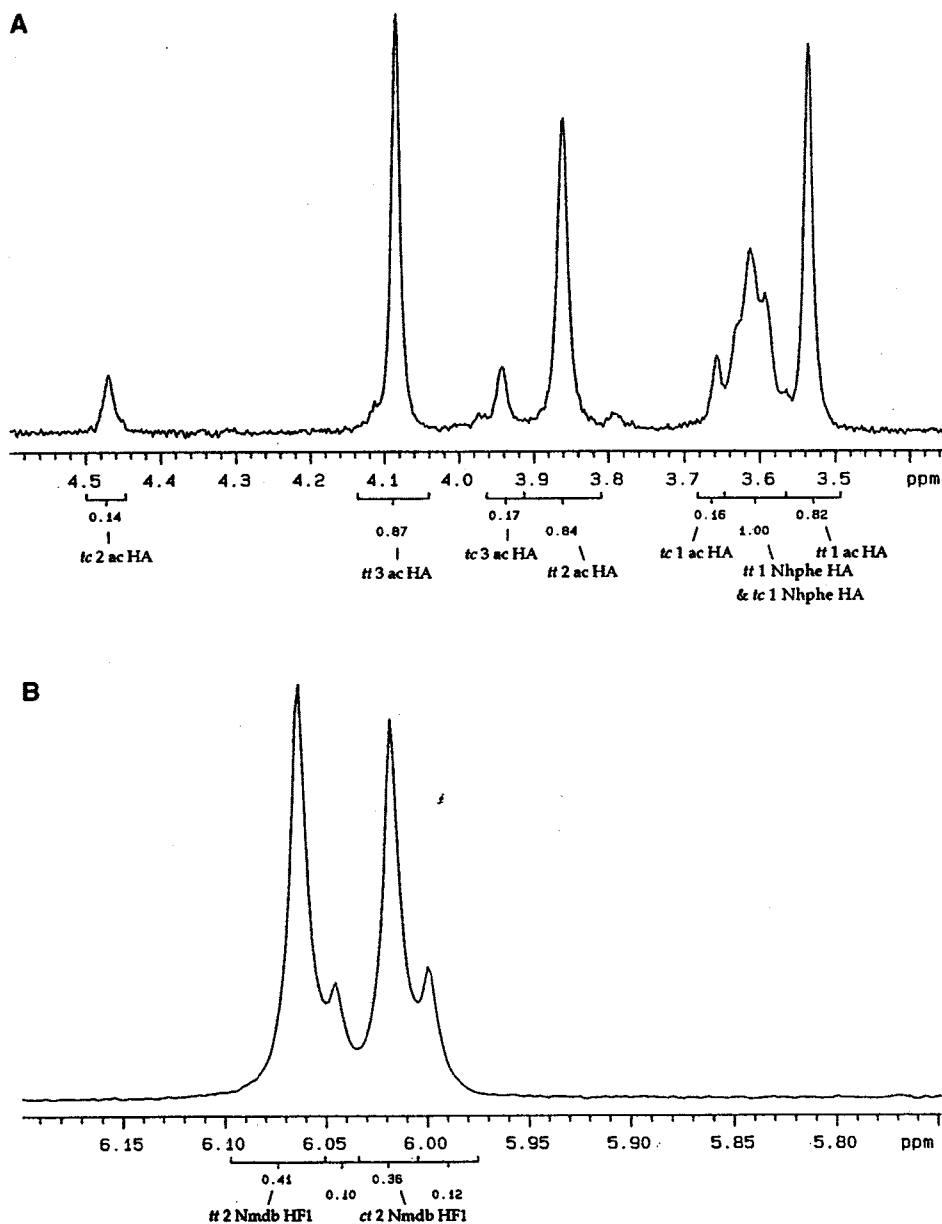 A
4.5 4.4 4.3 4.2 4.1 4.0 3.9 3.8 3.7 3.6 3.5 ppm
0.14 0.87 0.17 0.84 0.16 1.00 0.82
tc 2 ac HA tt 3 ac HA tc 3 ac HA tt 2 ac HA tc 1 ac HA tt 1 Nhphe HA tt 1 ac HA
& tc 1 Nhphe HA
B
6.15 6.10 6.05 6.00 5.95 5.90 5.85 5.80 ppm
0.41 0.10 0.36 0.12
tt 2 Nmdb HF1 ct 2 Nmdb HF1